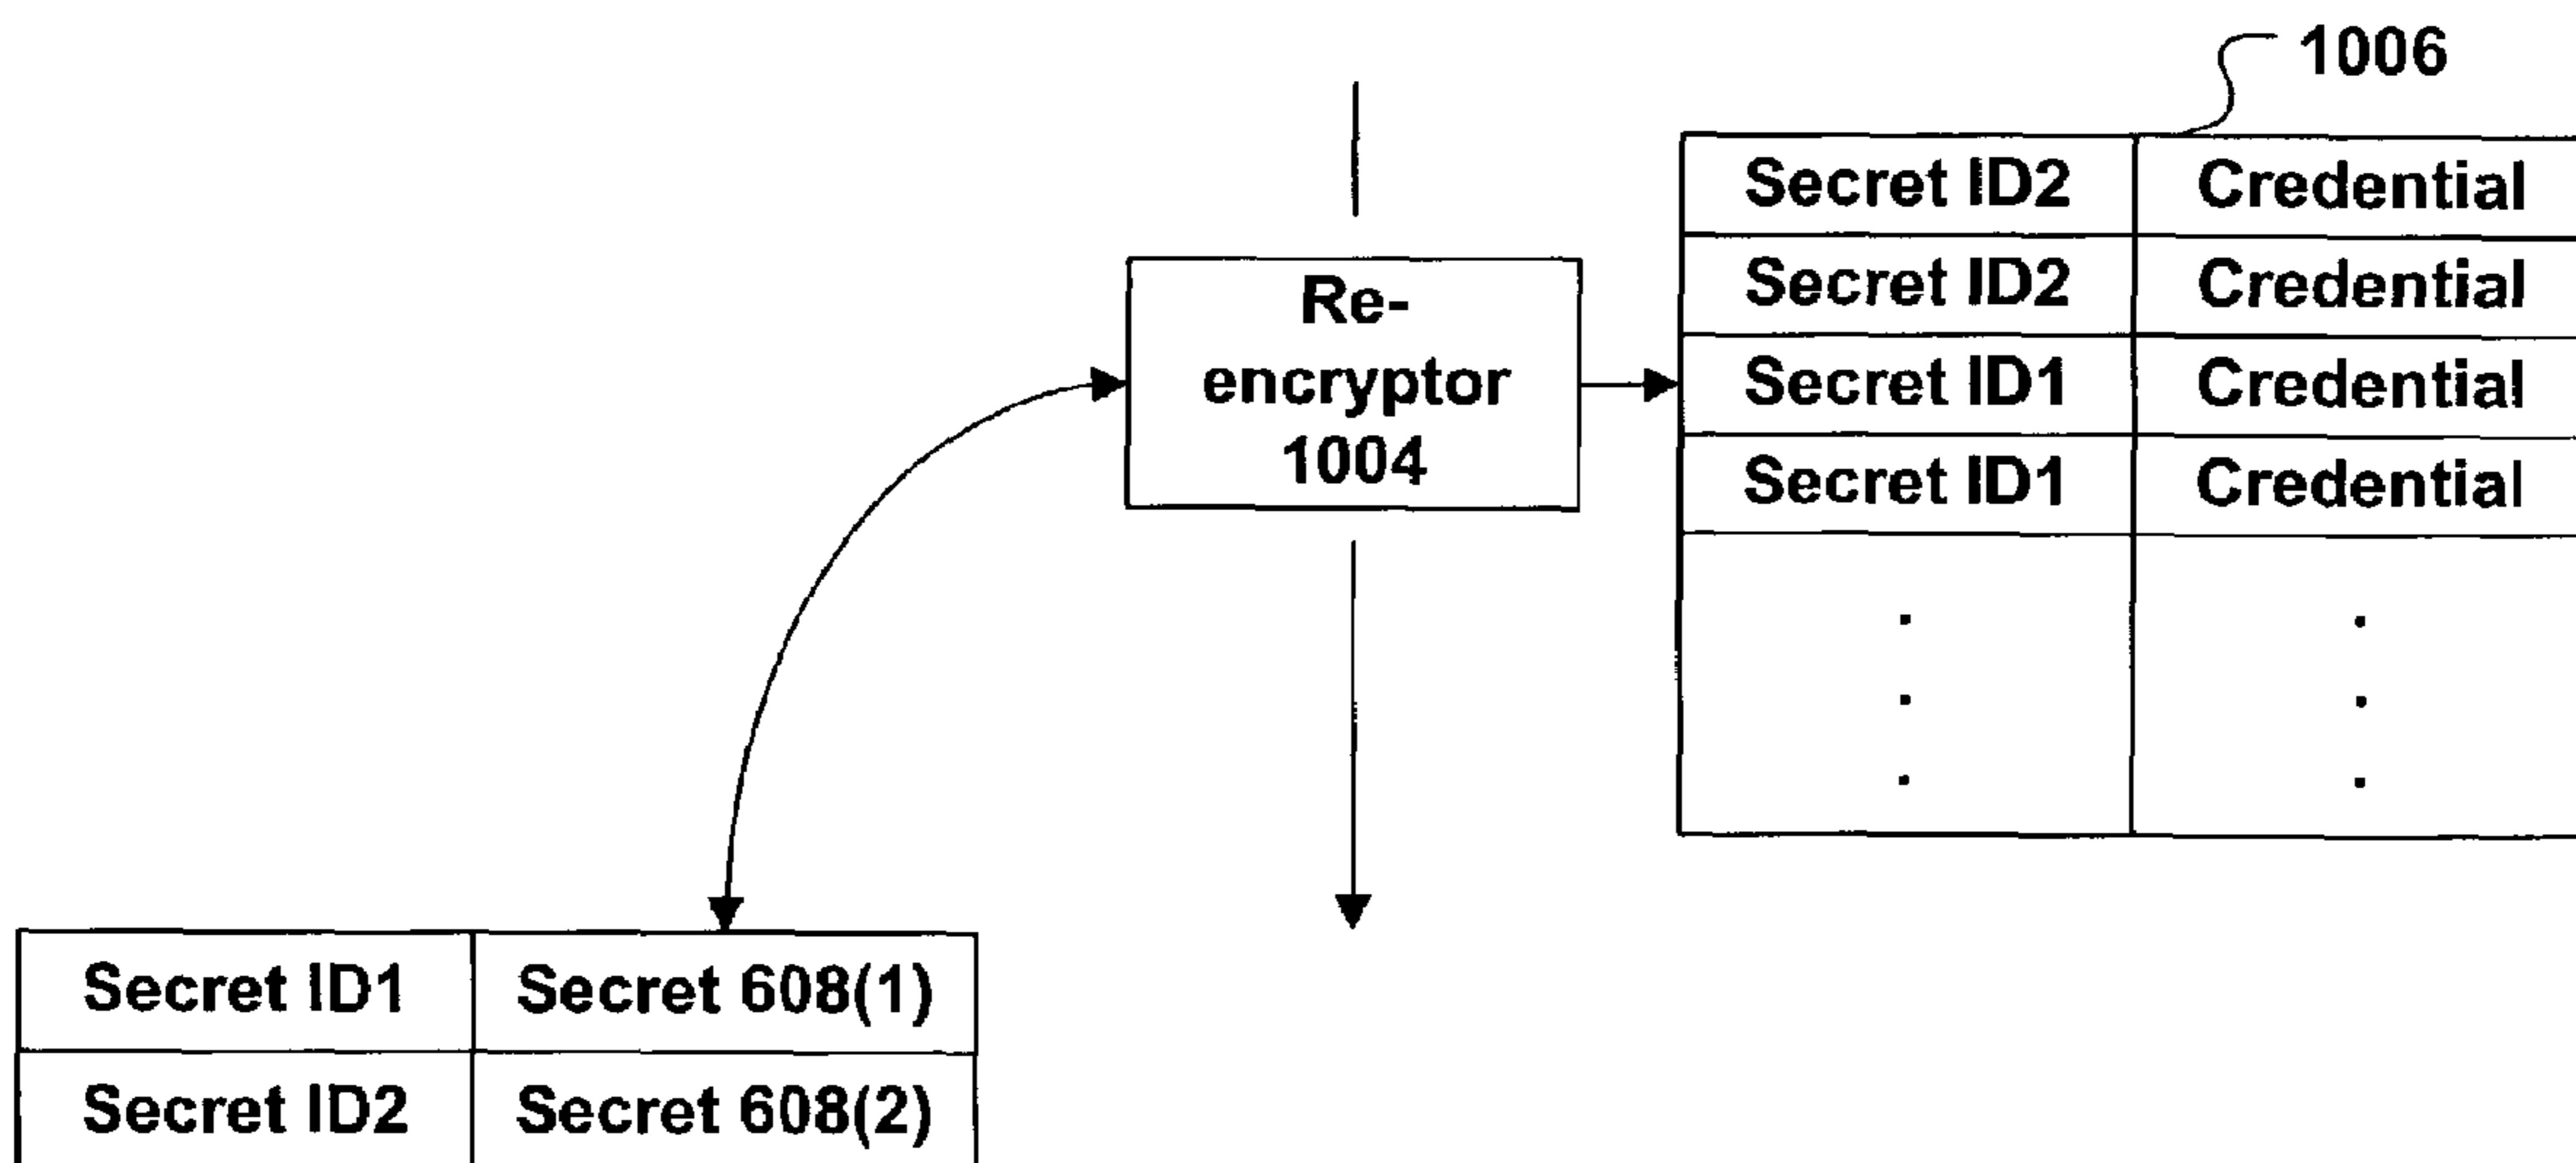 1006
Re-
encryptor
1004
Secret ID2 Credential
Secret ID2 Credential
Secret ID1 Credential
Secret ID1 Credential
Secret ID1 Secret 608(1)
Secret ID2 Secret 608(2)